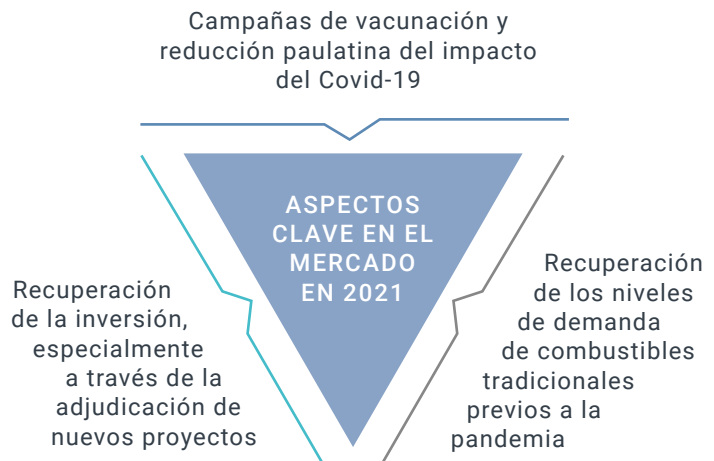 Campañas de vacunación y
reducción paulatina del impacto
del Covid-19
ASPECTOS
CLAVE EN EL
MERCADO
EN 2021
Recuperación
de la inversión,
especialmente
a través de la
adjudicación de
nuevos proyectos
Recuperación
de los niveles
de demanda
de combustibles
tradicionales
previos a la
pandemia